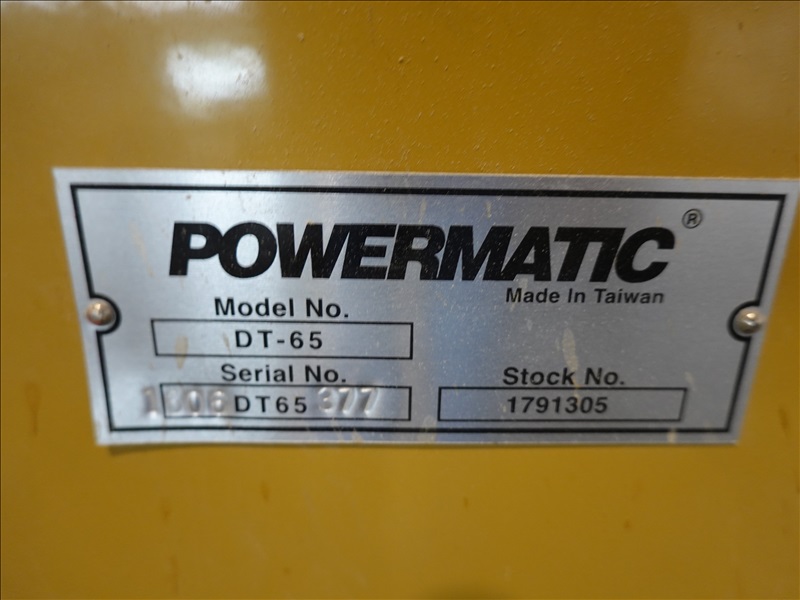 POWERMATIC®
Made In Taiwan
Model No.
DT-65
Serial No.
DT65 377
Stock No.
1791305